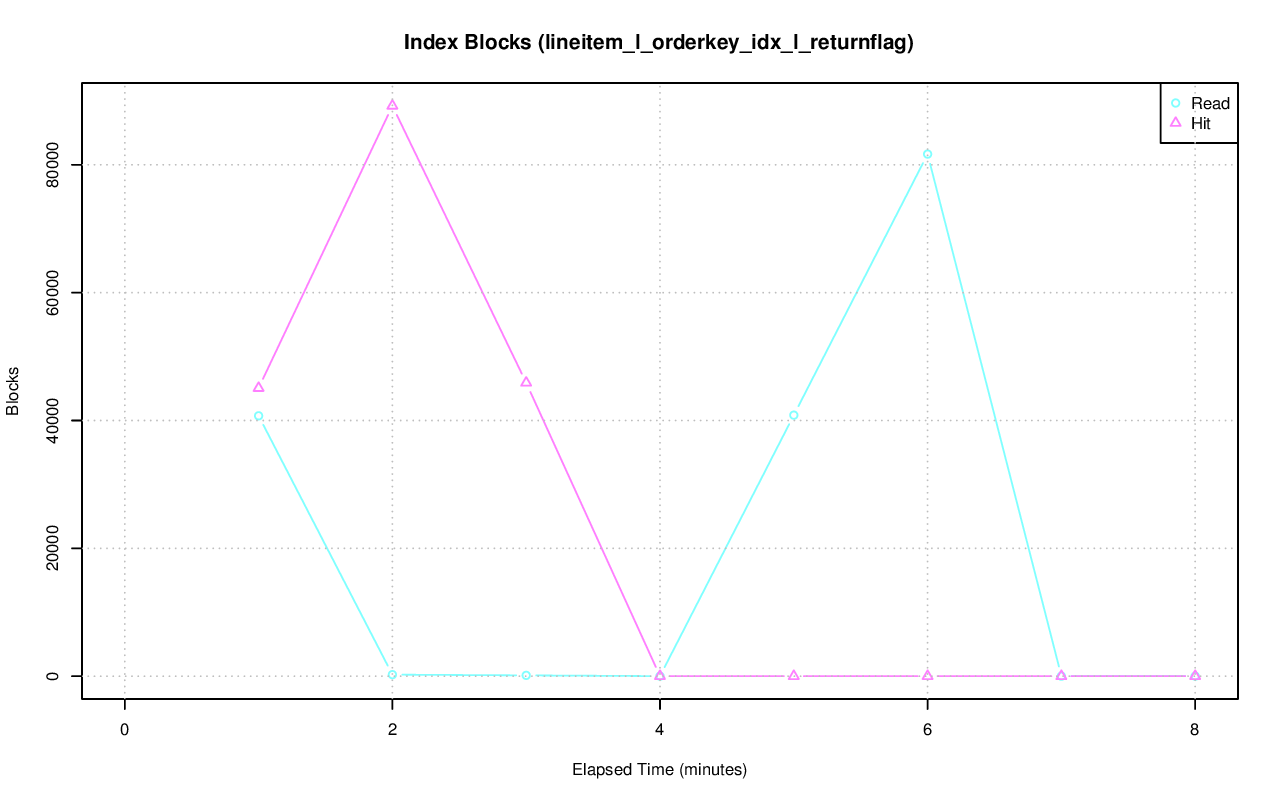 Index Blocks (lineitem_l_orderkey_idx_l_returnflag)
Read
Hit
Blocks
80000
60000
40000
20000
0
0 2 4 6 8
Elapsed Time (minutes)